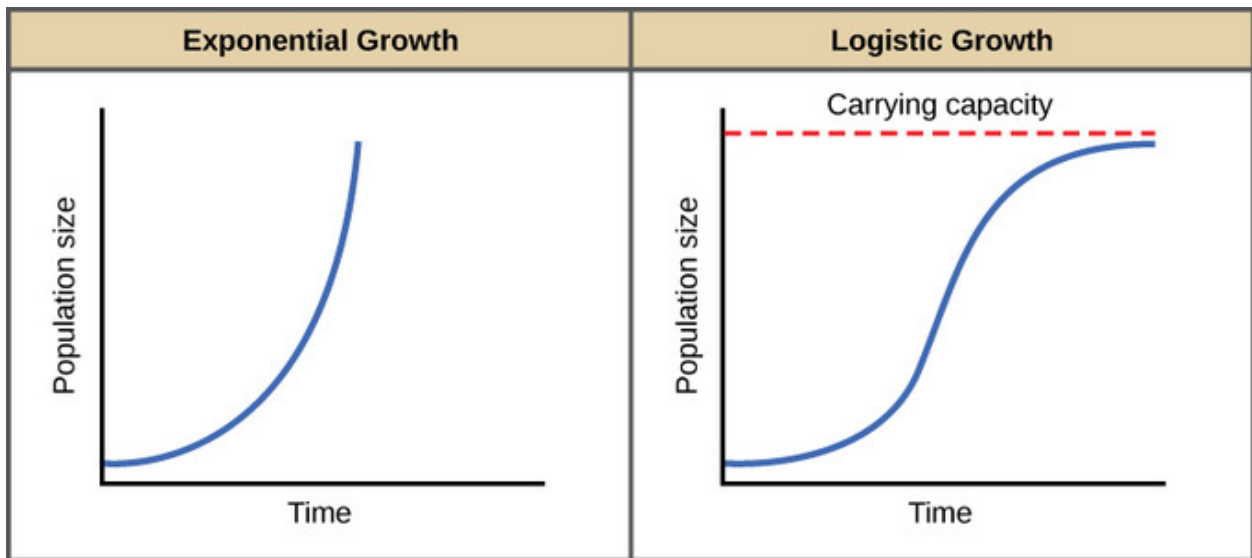 Exponential Growth
Logistic Growth
Population size
Time
Carrying capacity
Population size
Time